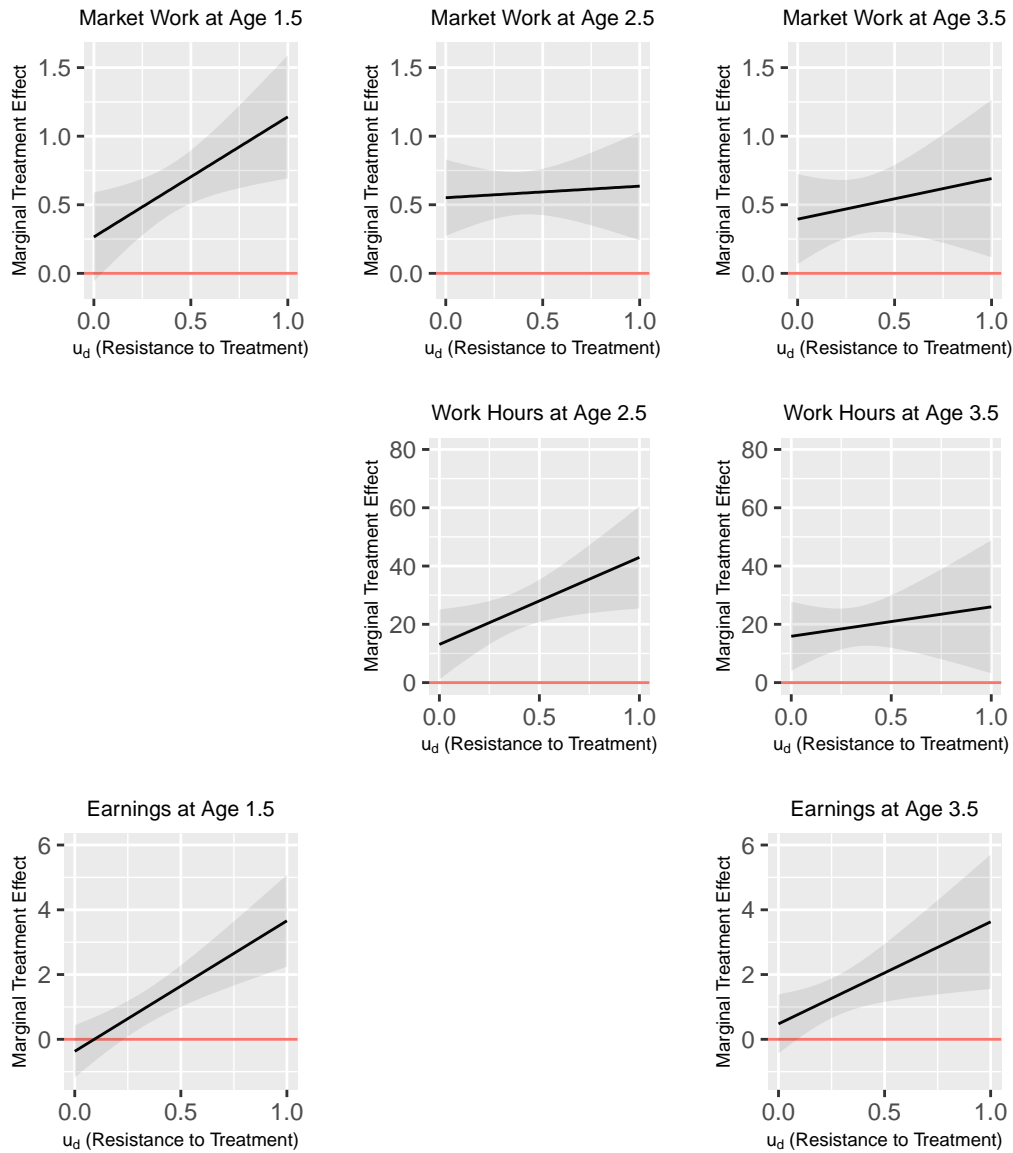 Market Work at Age 1.5
Marginal Treatment Effect
1.5
1.0
0.5
0.0
0.0 0.5 1.0
u_d (Resistance to Treatment)
Market Work at Age 2.5
Marginal Treatment Effect
1.5
1.0
0.5
0.0
0.0 0.5 1.0
u_d (Resistance to Treatment)
Market Work at Age 3.5
Marginal Treatment Effect
1.5
1.0
0.5
0.0
0.0 0.5 1.0
u_d (Resistance to Treatment)
Work Hours at Age 2.5
Marginal Treatment Effect
80
60
40
20
0
0.0 0.5 1.0
u_d (Resistance to Treatment)
Work Hours at Age 3.5
Marginal Treatment Effect
80
60
40
20
0
0.0 0.5 1.0
u_d (Resistance to Treatment)
Earnings at Age 1.5
Marginal Treatment Effect
6
4
2
0
0.0 0.5 1.0
u_d (Resistance to Treatment)
Earnings at Age 3.5
Marginal Treatment Effect
6
4
2
0
0.0 0.5 1.0
u_d (Resistance to Treatment)